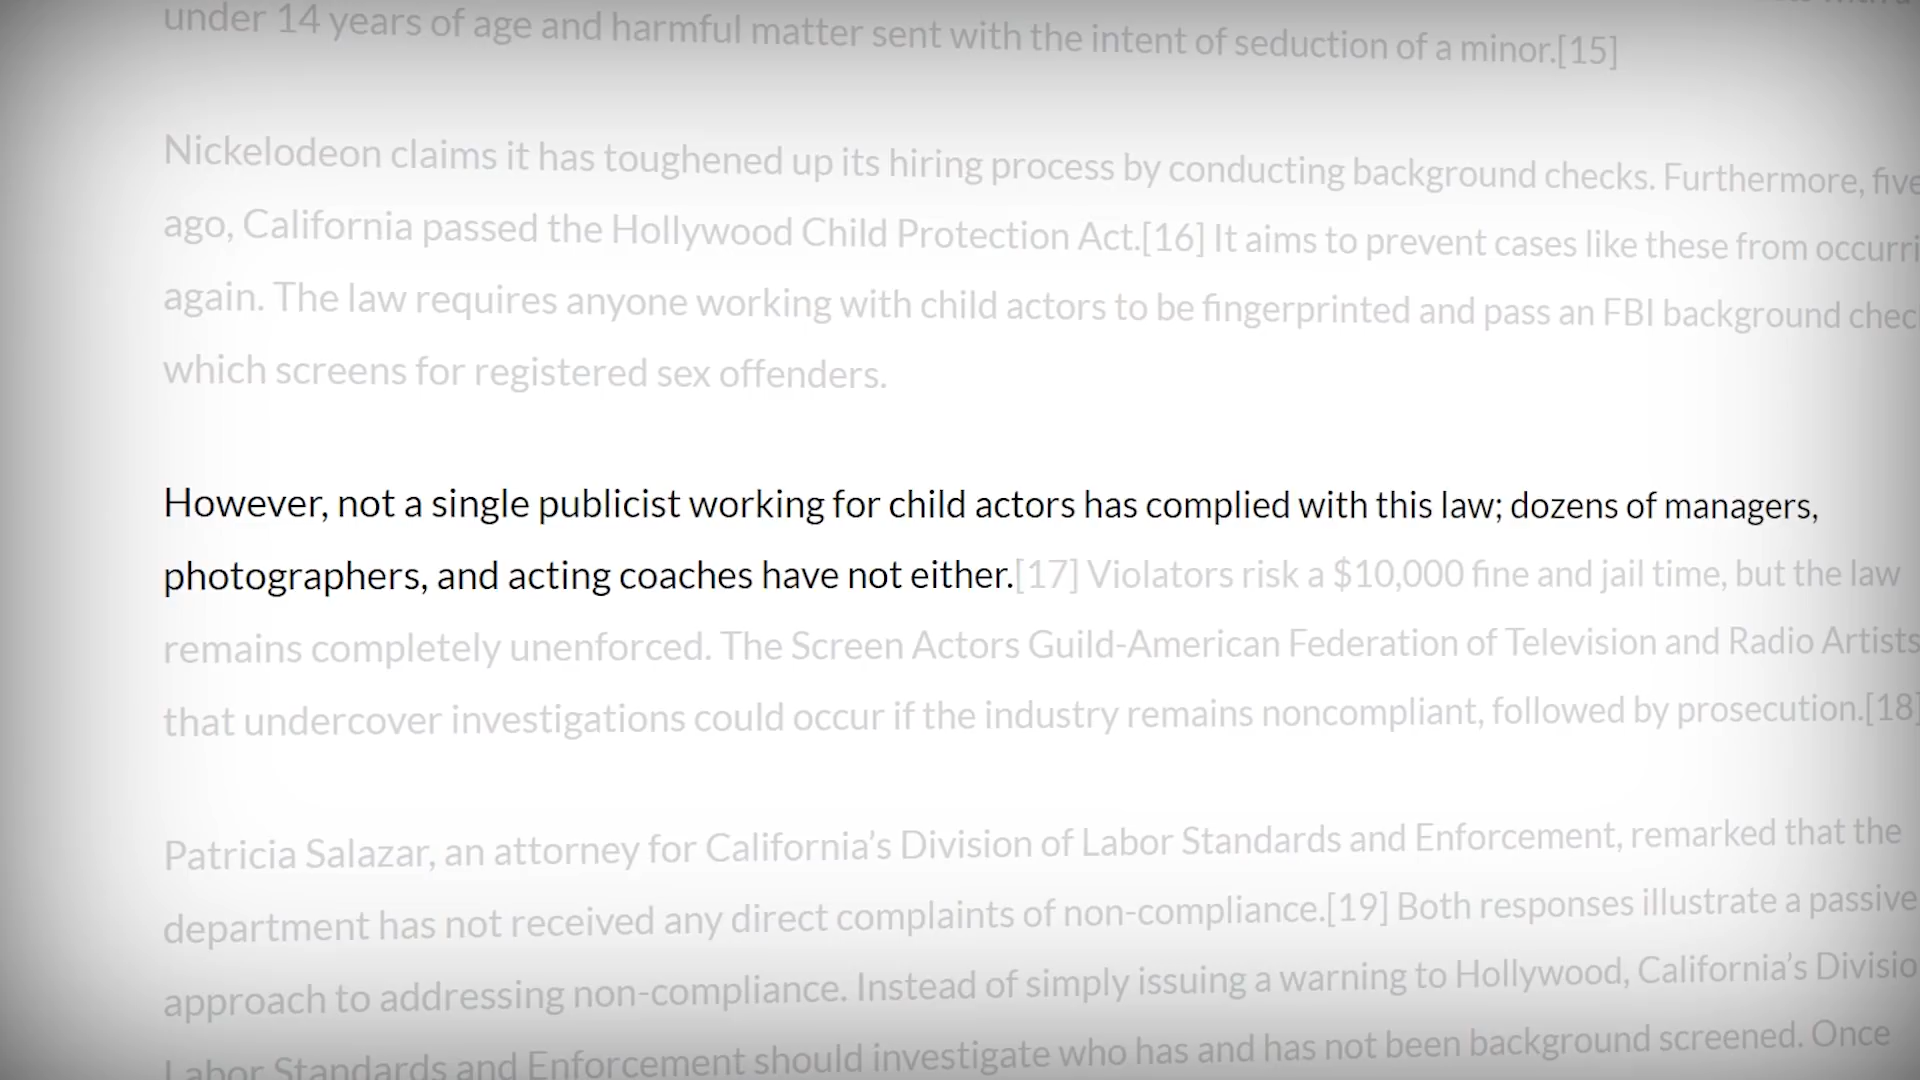 under 14 years of age and harmful matter sent with the intent of seduction of a minor.[15]
Nickelodeon claims it has toughened up its hiring process by conducting background checks. Furthermore, five
ago, California passed the Hollywood Child Protection Act.[16] It aims to prevent cases like these from occurri
again. The law requires anyone working with child actors to be fingerprinted and pass an FBI background chec
which screens for registered sex offenders.
However, not a single publicist working for child actors has complied with this law; dozens of managers,
photographers, and acting coaches have not either.[17] Violators risk a $10,000 fine and jail time, but the law
remains completely unenforced. The Screen Actors Guild-American Federation of Television and Radio Artists
that undercover investigations could occur if the industry remains noncompliant, followed by prosecution.[18]
Patricia Salazar, an attorney for California’s Division of Labor Standards and Enforcement, remarked that the
department has not received any direct complaints of non-compliance.[19] Both responses illustrate a passive
approach to addressing non-compliance. Instead of simply issuing a warning to Hollywood, California’s Divisio
Labor Standards and Enforcement should investigate who has and has not been background screened. Once